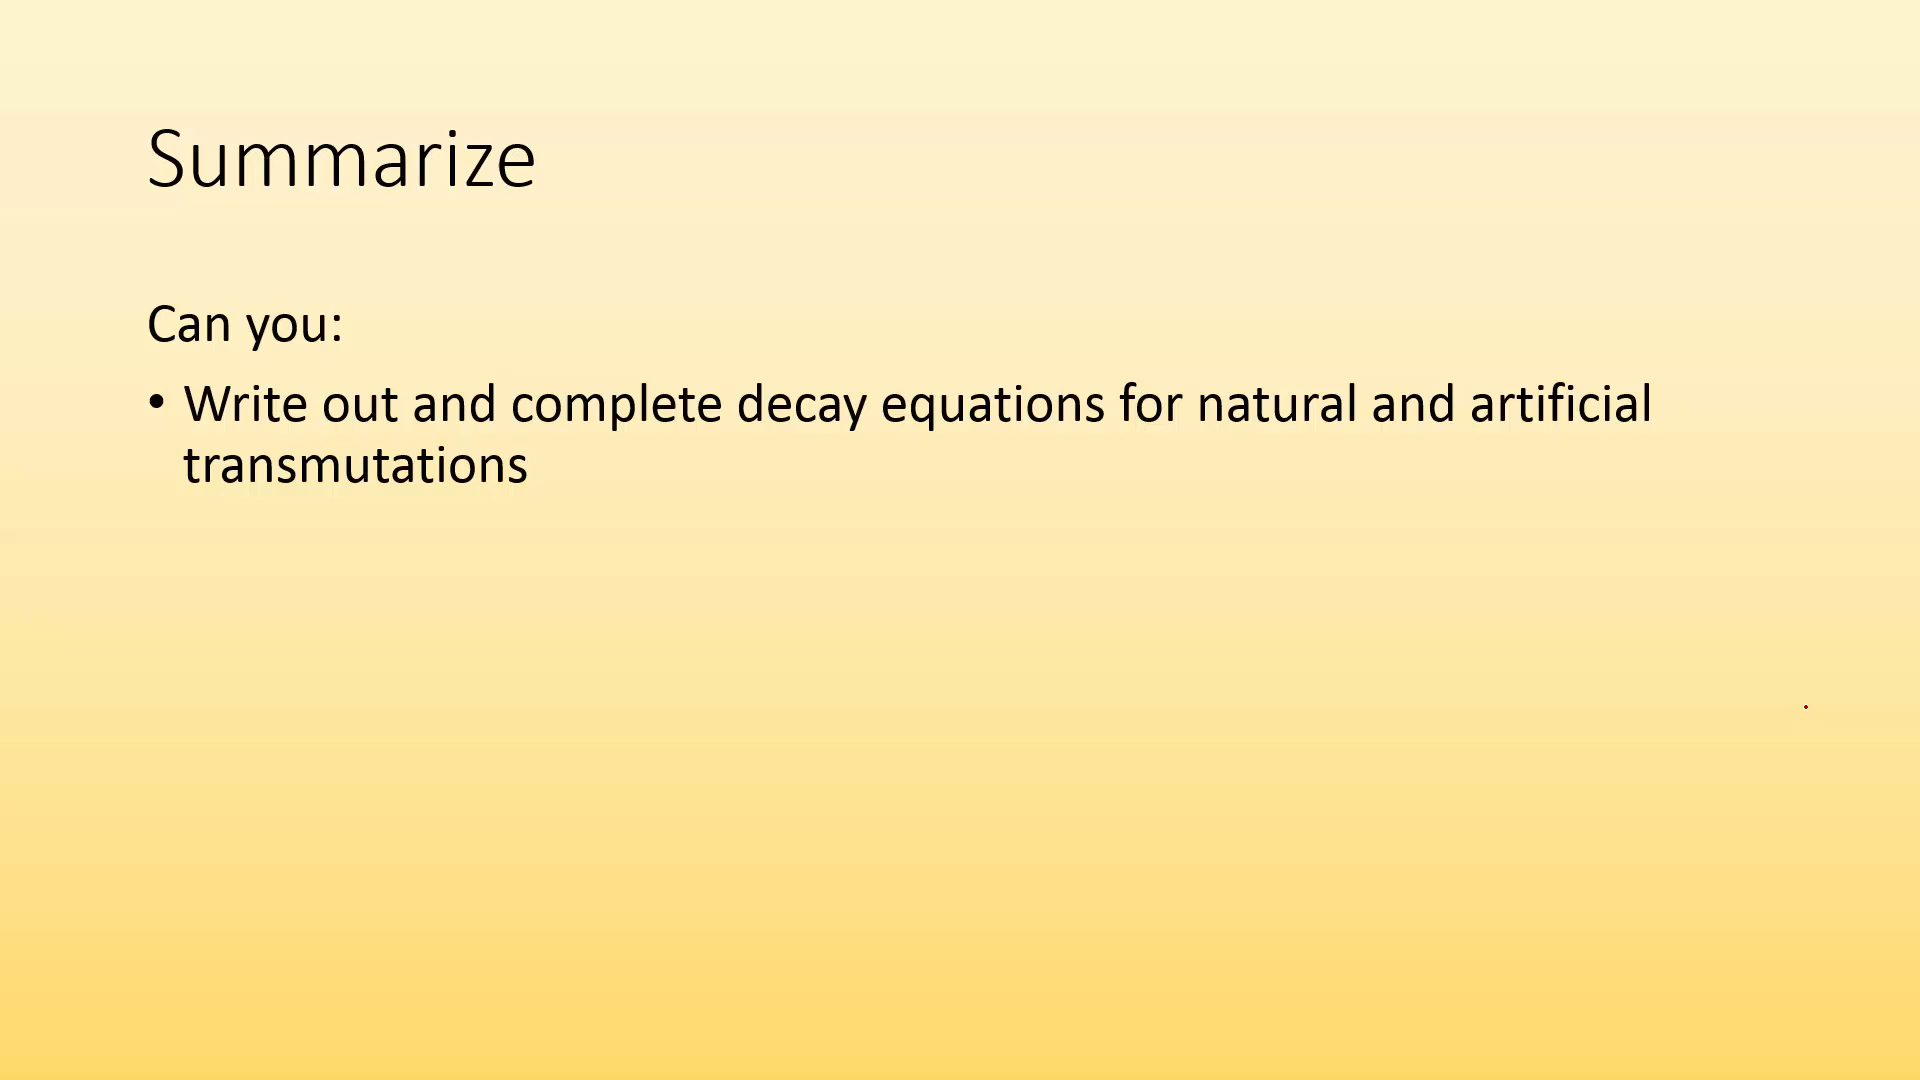 Summarize
Can you:
• Write out and complete decay equations for natural and artificial
transmutations